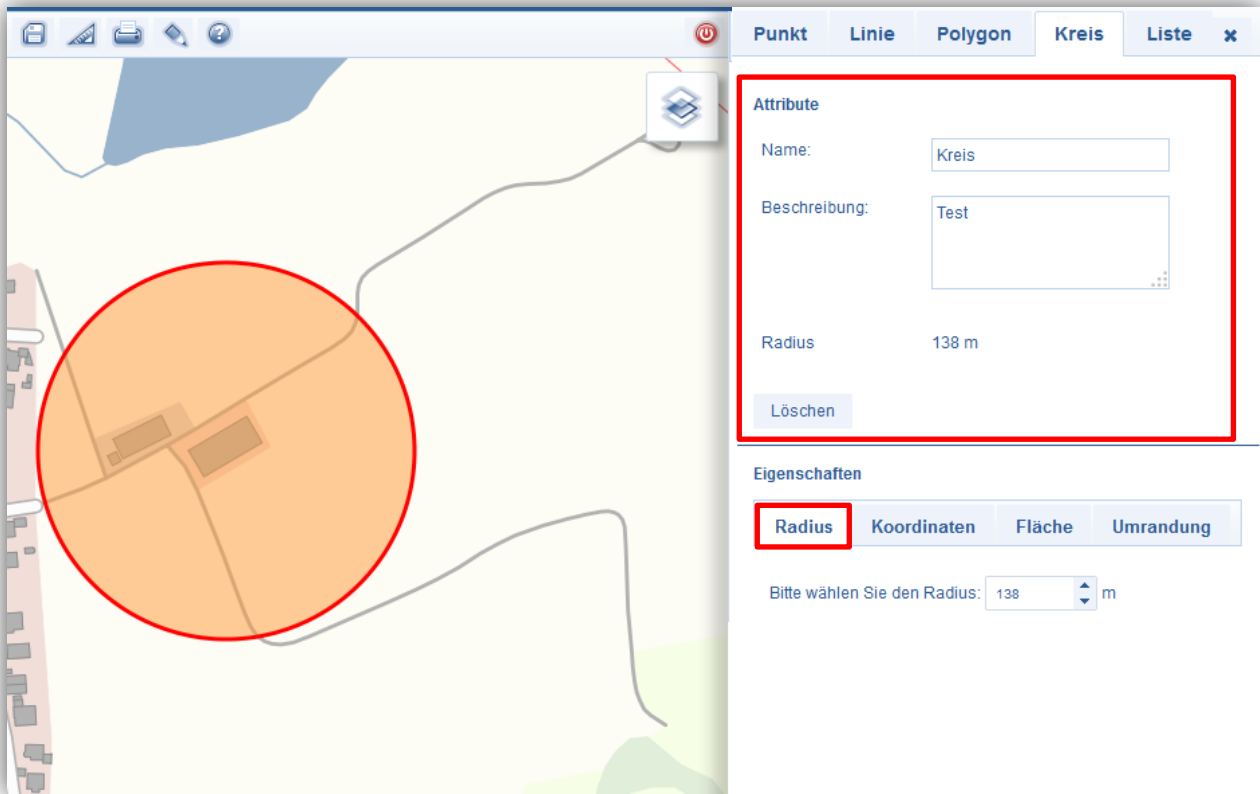 Punkt Linie Polygon Kreis Liste ×
Attribute
Name: Kreis
Beschreibung: Test
Radius 138 m
Löschen
Eigenschaften
Radius Koordinaten Fläche Umrandung
Bitte wählen Sie den Radius: 138 m